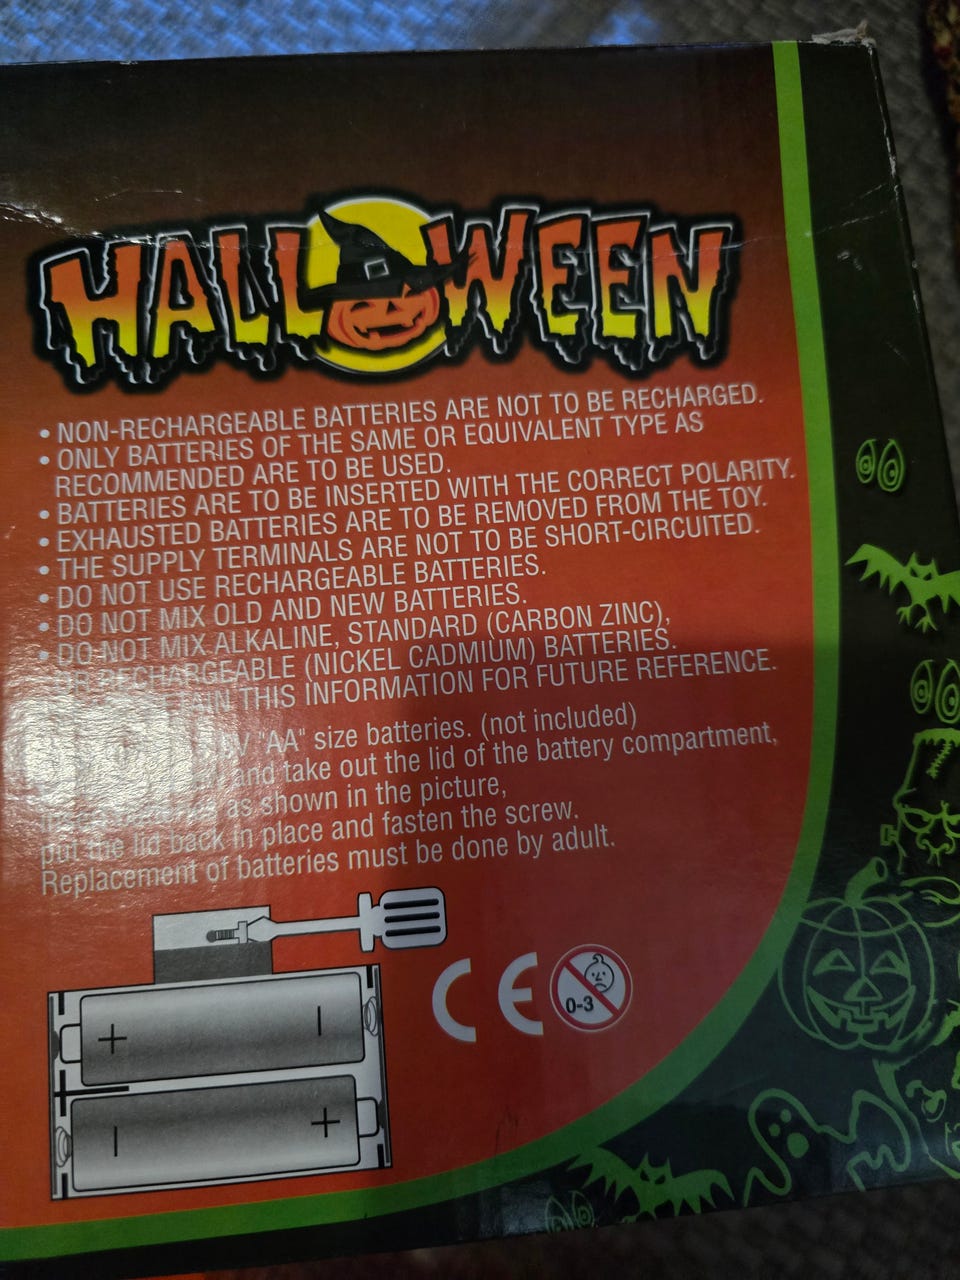 HALLOWEEN
• NON-RECHARGEABLE BATTERIES ARE NOT TO BE RECHARGED.
• ONLY BATTERIES OF THE SAME OR EQUIVALENT TYPE AS
RECOMMENDED ARE TO BE USED.
• BATTERIES ARE TO BE INSERTED WITH THE CORRECT POLARITY.
• EXHAUSTED BATTERIES ARE TO BE REMOVED FROM THE TOY.
• THE SUPPLY TERMINALS ARE NOT TO BE SHORT-CIRCUITED.
• DO NOT USE RECHARGEABLE BATTERIES.
• DO NOT MIX OLD AND NEW BATTERIES.
• DO NOT MIX ALKALINE, STANDARD (CARBON ZINC),
OR RECHARGEABLE (NICKEL CADMIUM) BATTERIES.
THIS INFORMATION FOR FUTURE REFERENCE.
"AA" size batteries. (not included)
and take out the lid of the battery compartment,
as shown in the picture,
put the lid back in place and fasten the screw.
Replacement of batteries must be done by adult.
CE
0-3
+ -
+
- +